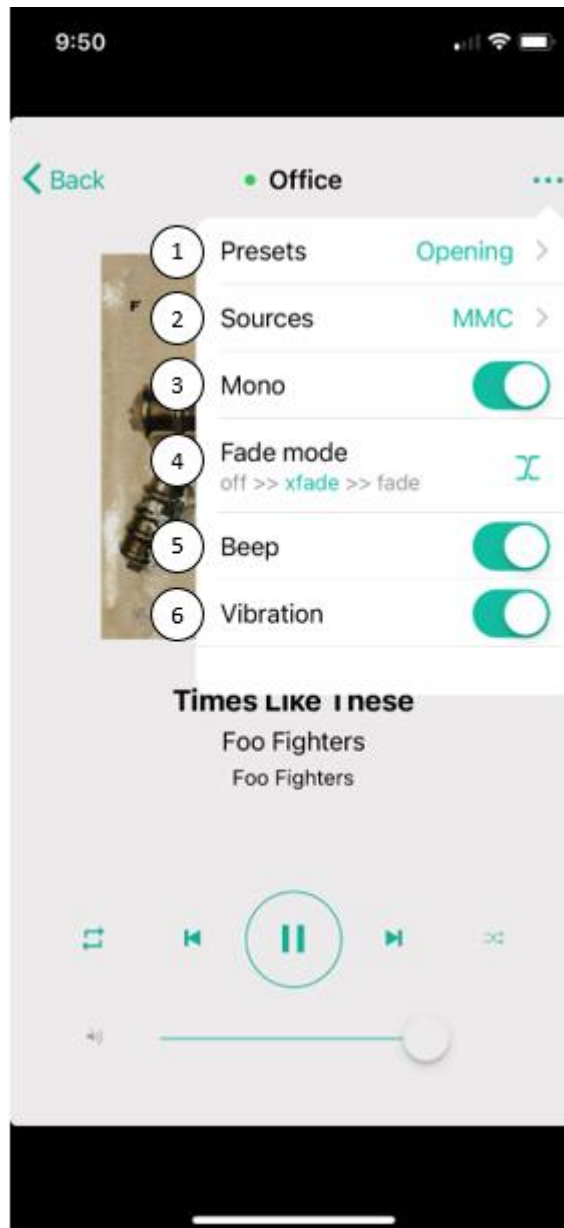 9:50
Back
Office
1 Presets Opening
2 Sources MMC
3 Mono
4 Fade mode
off >> xfade >> fade
5 Beep
6 Vibration
F
Times Like These
Foo Fighters
Foo Fighters